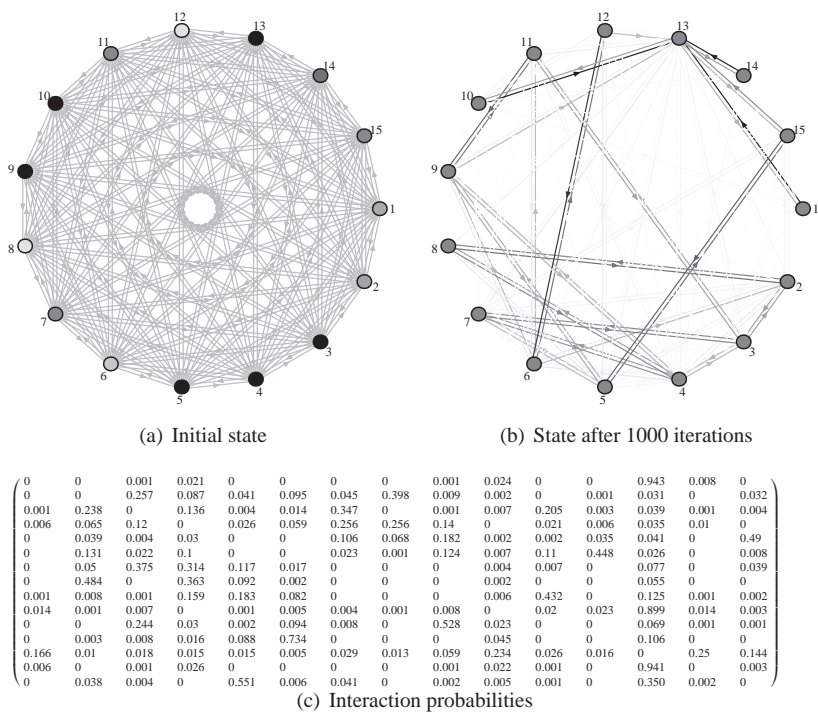 12 13
11
14
10
15
9
1
8
2
7
3
6
4
5
12 13
11
14
10
15
9
1
8
2
7
3
6
4
5
(a) Initial state
(b) State after 1000 iterations
0 0 0.001 0.021 0 0 0 0 0.001 0.024 0 0 0.943 0.008 0
0 0 0.257 0.087 0.041 0.095 0.045 0.398 0.009 0.002 0 0.001 0.031 0 0.032
0.001 0.238 0 0.136 0.004 0.014 0.347 0 0.001 0.007 0.205 0.003 0.039 0.001 0.004
0.006 0.065 0.12 0 0.026 0.059 0.256 0.256 0.14 0 0.021 0.006 0.035 0.01 0
0 0.039 0.004 0.03 0 0 0.106 0.068 0.182 0.002 0.002 0.035 0.041 0 0.49
0 0.131 0.022 0.1 0 0 0.023 0.001 0.124 0.007 0.11 0.448 0.026 0 0.008
0 0.05 0.375 0.314 0.117 0.017 0 0 0 0.004 0.007 0 0.077 0 0.039
0 0.484 0 0.363 0.092 0.002 0 0 0 0.002 0 0 0.055 0 0
0.001 0.008 0.001 0.159 0.183 0.082 0 0 0 0.006 0.432 0 0.125 0.001 0.002
0.014 0.001 0.007 0 0.001 0.005 0.004 0.001 0.008 0 0.02 0.023 0.899 0.014 0.003
0 0 0.244 0.03 0.002 0.094 0.008 0 0.528 0.023 0 0 0.069 0.001 0.001
0 0.003 0.008 0.016 0.088 0.734 0 0 0 0.045 0 0 0.106 0 0
0.166 0.01 0.018 0.015 0.015 0.005 0.029 0.013 0.059 0.234 0.026 0.016 0 0.25 0.144
0.006 0 0.001 0.026 0 0 0 0 0.001 0.022 0.001 0 0.941 0 0.003
0 0.038 0.004 0 0.551 0.006 0.041 0 0.002 0.005 0.001 0 0.350 0.002 0
(c) Interaction probabilities